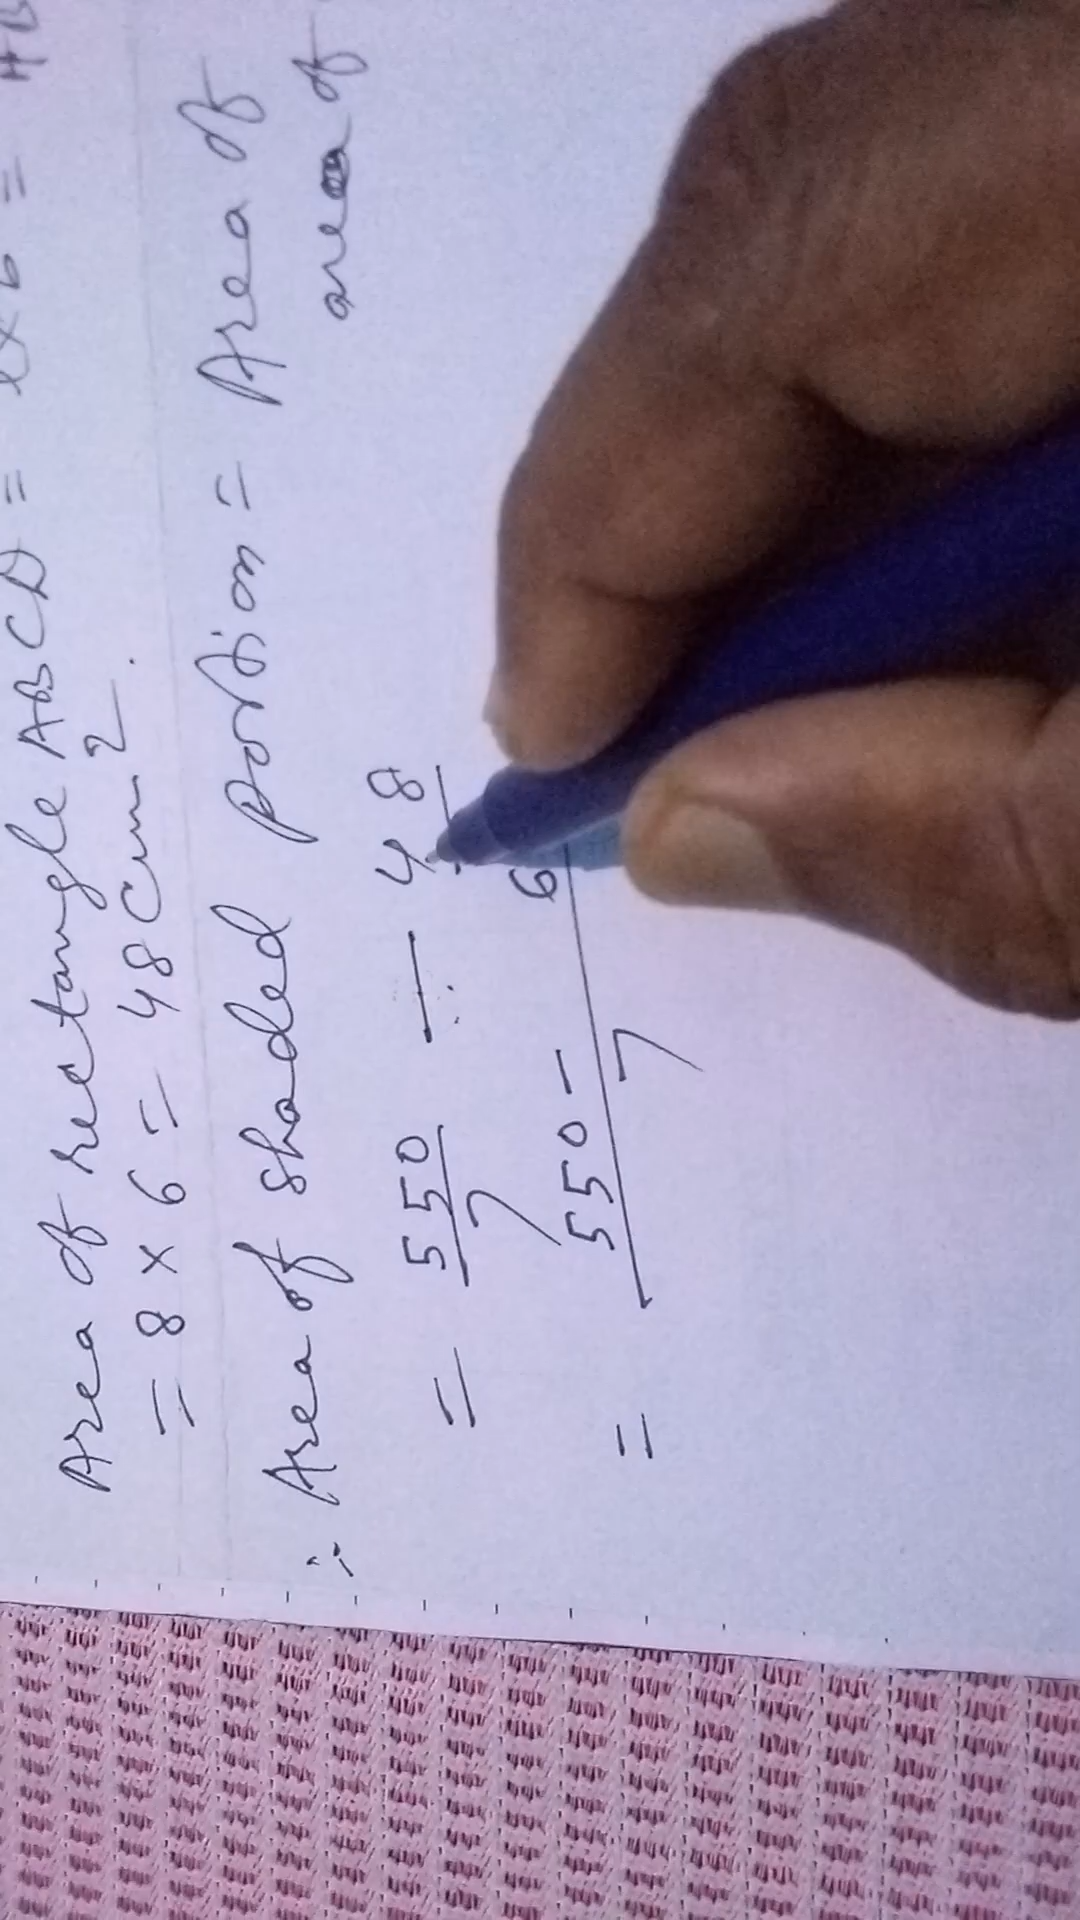 Area of rectangle ABCD = l×b =
= 8 × 6 = 48 cm2.
∴ Area of shaded portion = Area of
area of
= 550/7 — 48
= 550 – 6
7